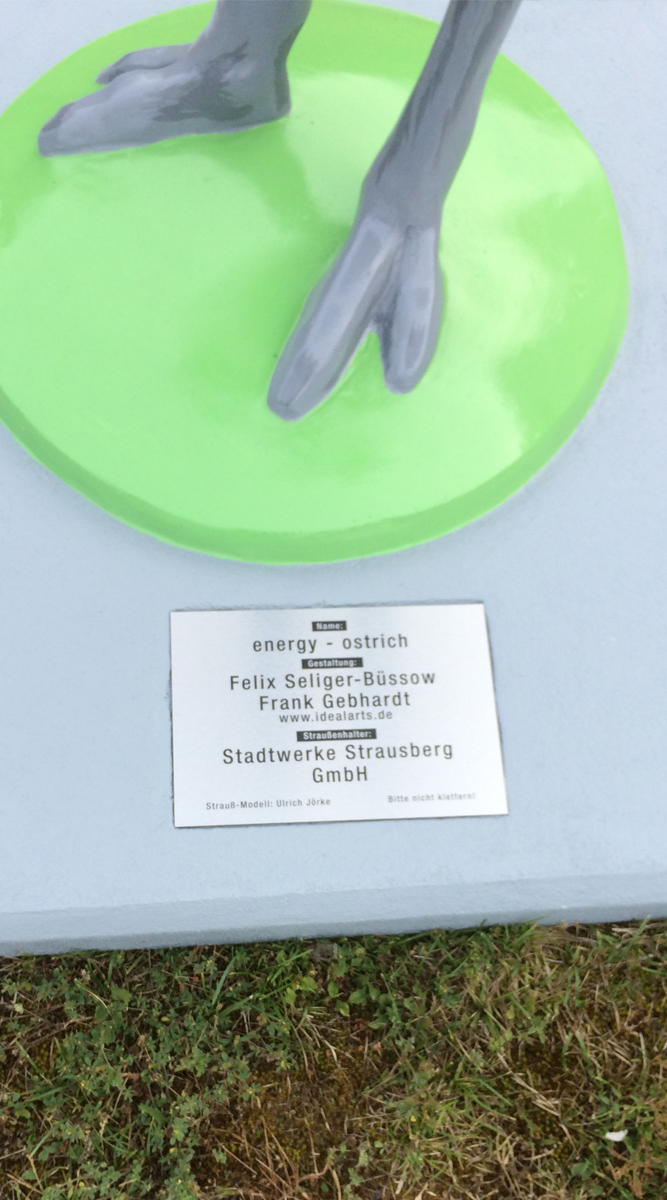 Name:
energy - ostrich
Gestaltung:
Felix Seliger-Büssow
Frank Gebhardt
www.idealarts.de
Straußenhalter:
Stadtwerke Strausberg
GmbH
Strauß-Modell: Ulrich Jörke
Bitte nicht klettern!